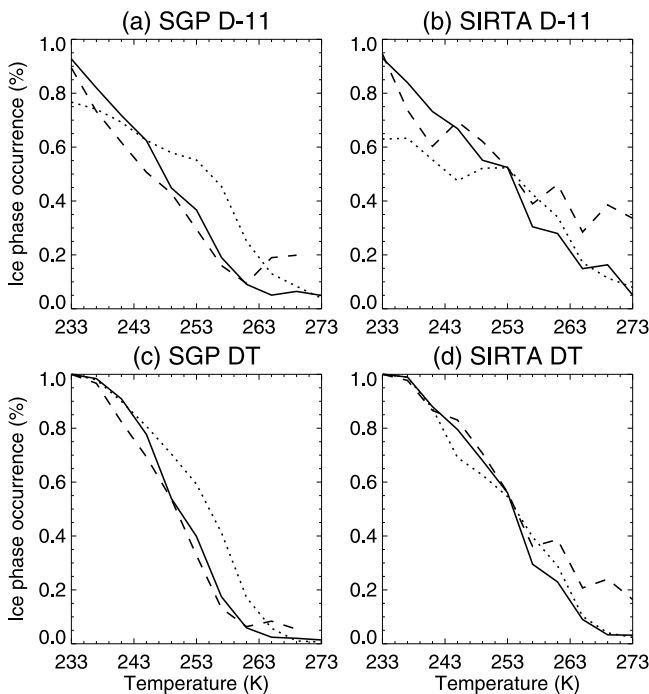 (a) SGP D-11
(b) SIRTA D-11
Ice phase occurrence (%)
1.0
0.8
0.6
0.4
0.2
0.0
1.0
0.8
0.6
0.4
0.2
0.0
233 243 253 263 273
233 243 253 263 273
(c) SGP DT
(d) SIRTA DT
Ice phase occurrence (%)
1.0
0.8
0.6
0.4
0.2
0.0
1.0
0.8
0.6
0.4
0.2
0.0
233 243 253 263 273
233 243 253 263 273
Temperature (K)
Temperature (K)